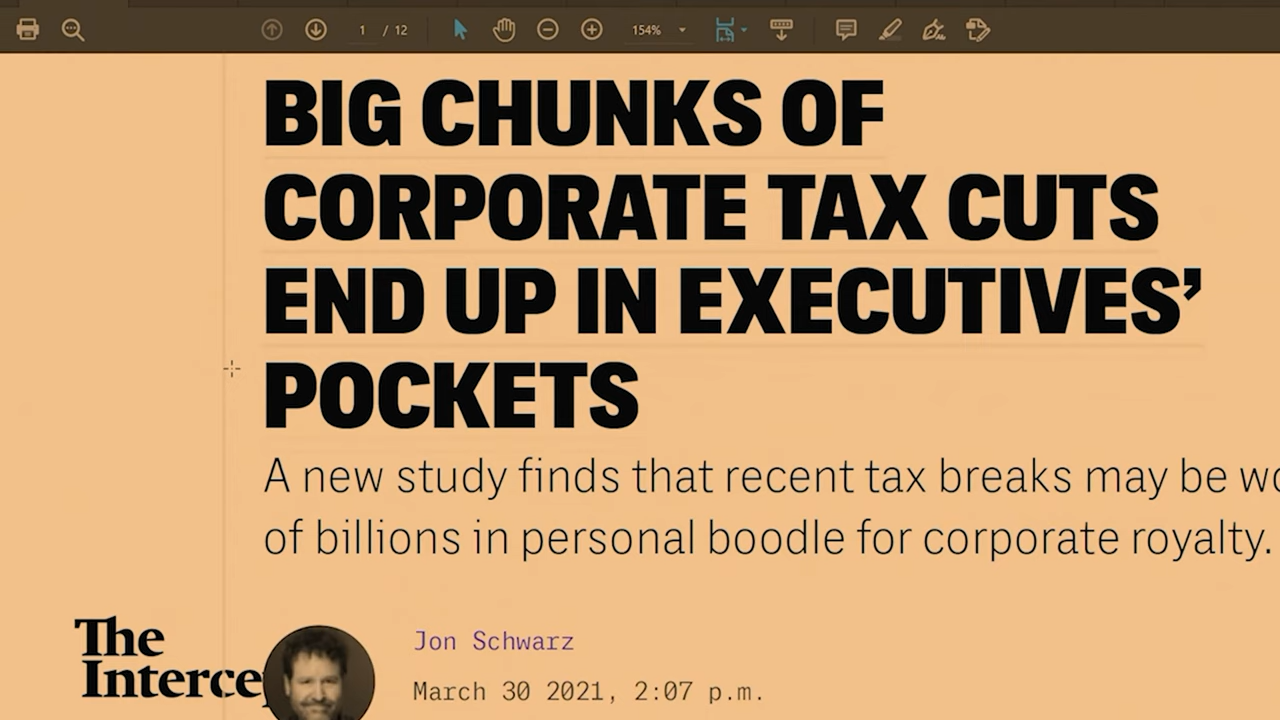 1 / 12
154%
BIG CHUNKS OF
CORPORATE TAX CUTS
END UP IN EXECUTIVES’
POCKETS
A new study finds that recent tax breaks may be
of billions in personal boodle for corporate royalty.
The
Jon Schwarz
March 30 2021, 2:07 p.m.